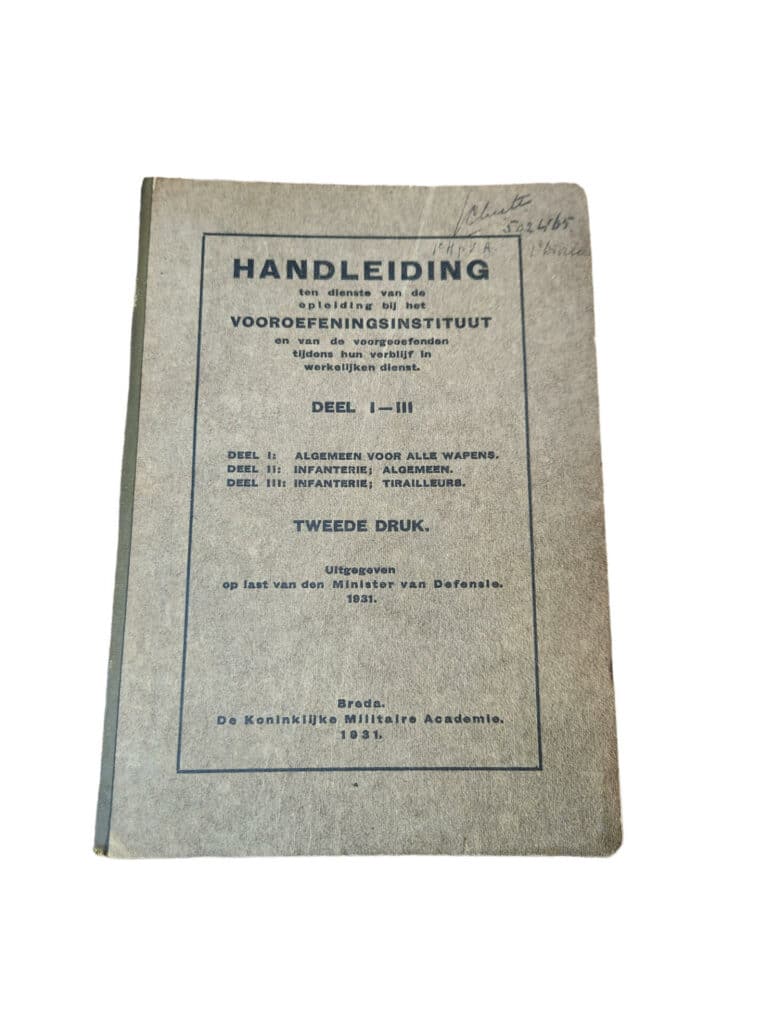 502465
HANDLEIDING
ten dienste van de
opleiding bij het
VOOROEFENINGSINSTITUUT
en van de voorgeoefenden
tijdens hun verblijf in
werkelijken dienst.
DEEL I—III
DEEL I: ALGEMEEN VOOR ALLE WAPENS.
DEEL II: INFANTERIE; ALGEMEEN.
DEEL III: INFANTERIE; TIRAILLEURS.
TWEEDE DRUK.
Uitgegeven
op last van den Minister van Defensie.
1931.
Breda.
De Koninklijke Militaire Academie.
1931.